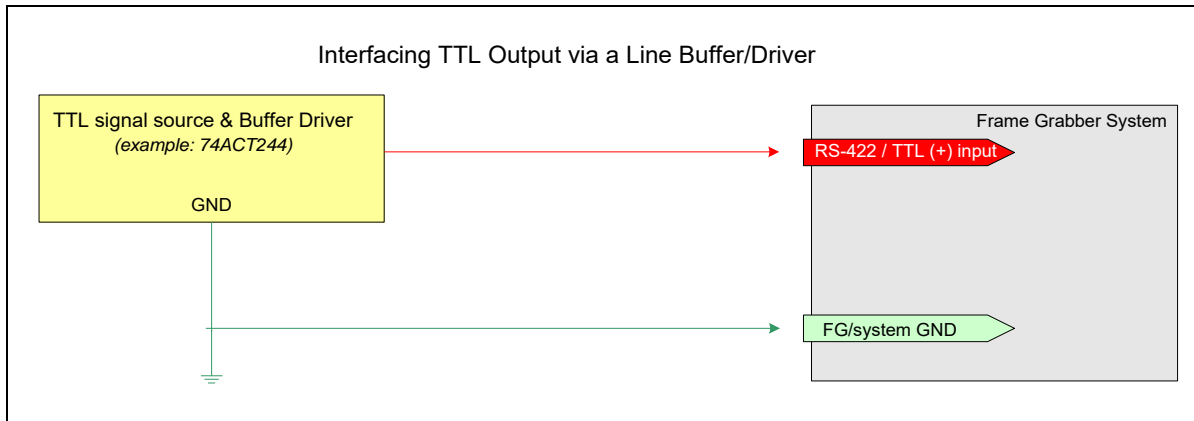 Interfacing TTL Output via a Line Buffer/Driver
TTL signal source & Buffer Driver
(example: 74ACT244)
GND
Frame Grabber System
RS-422 / TTL (+) input
FG/system GND